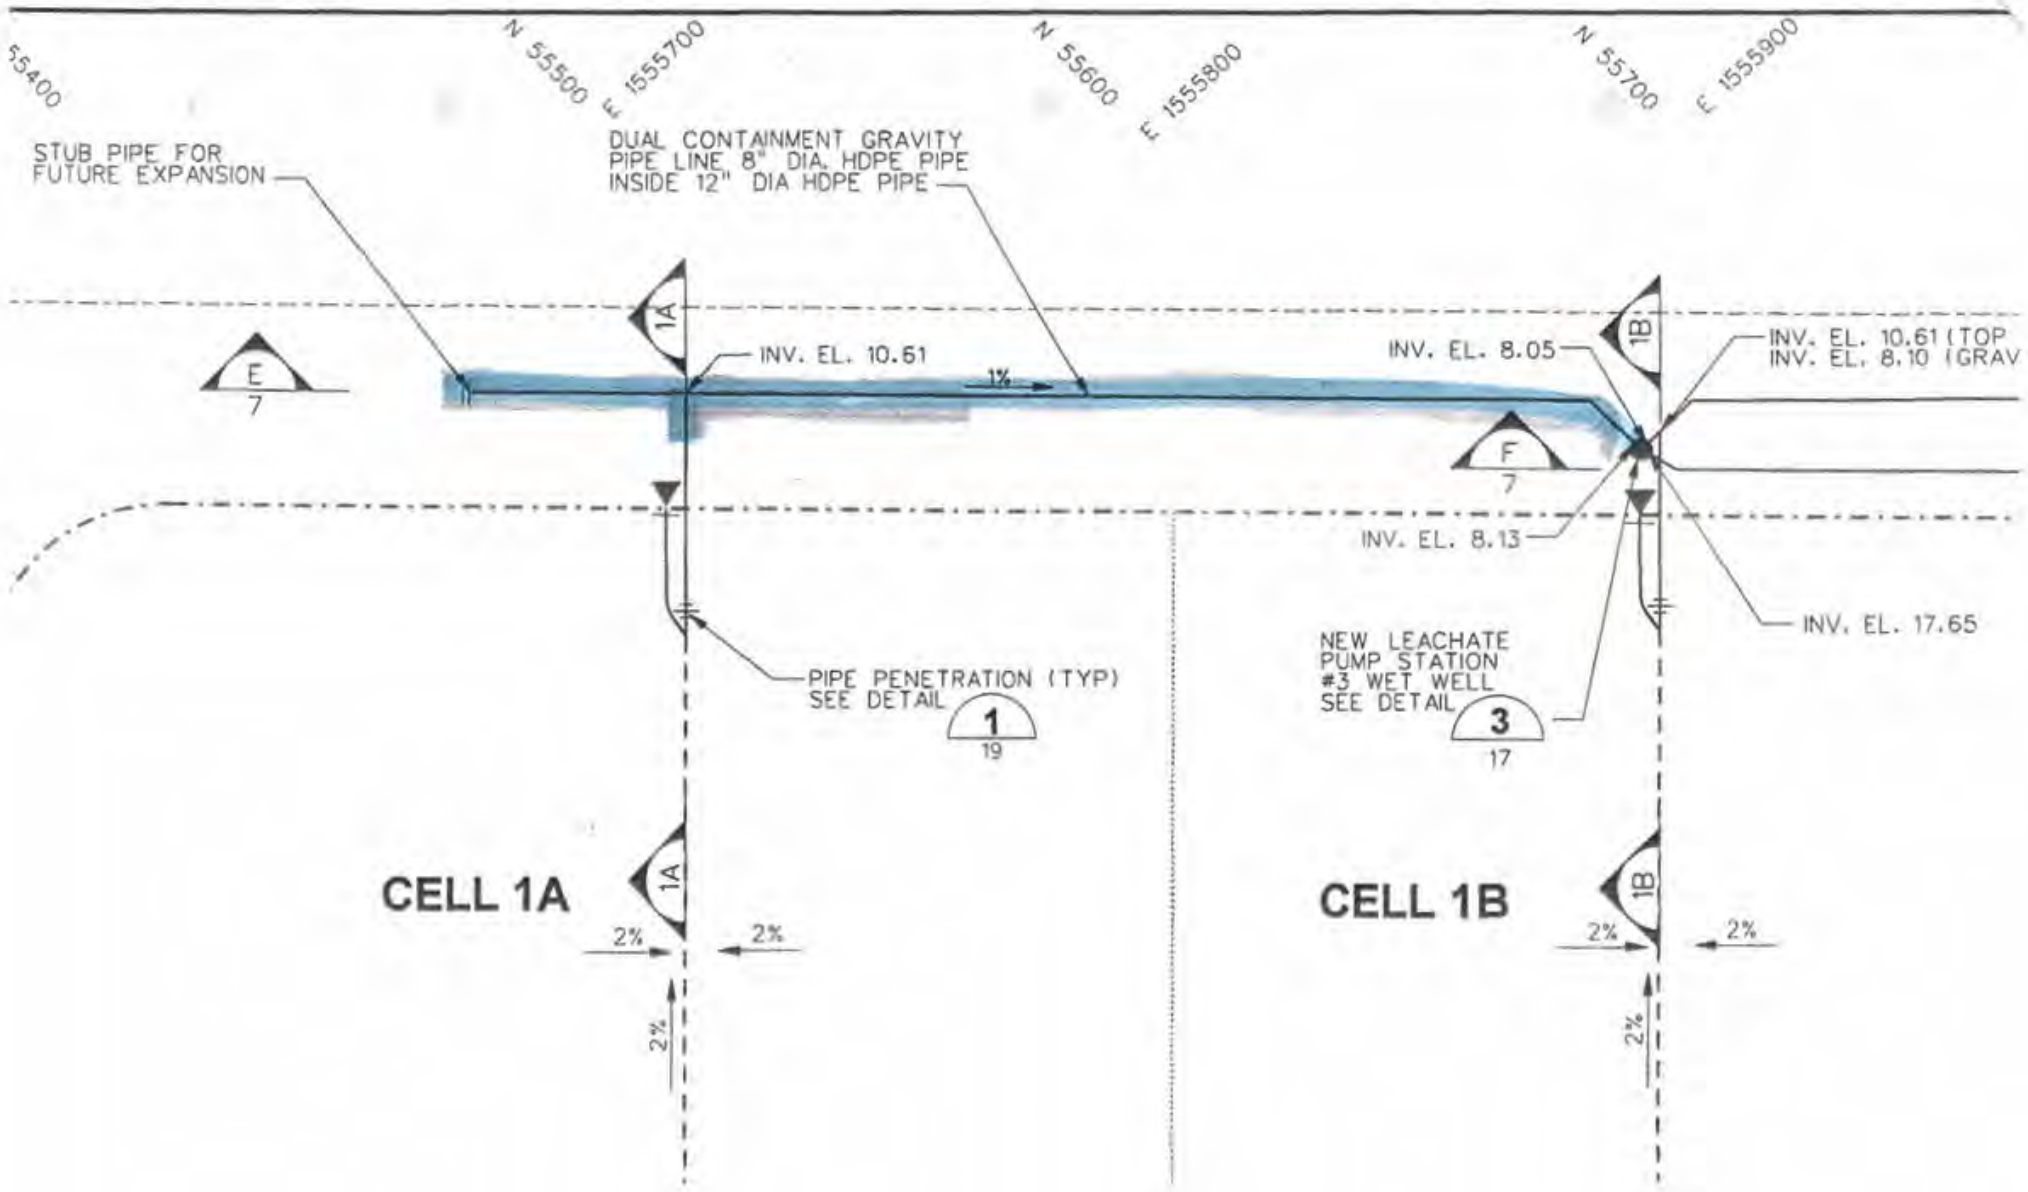 55400
N 55500
E 1555700
N 55600
E 1555800
N 55700
E 1555900
STUB PIPE FOR
FUTURE EXPANSION
DUAL CONTAINMENT GRAVITY
PIPE LINE 8" DIA. HDPE PIPE
INSIDE 12" DIA HDPE PIPE
1A
1B
INV. EL. 10.61
INV. EL. 8.05
INV. EL. 10.61 (TOP
INV. EL. 8.10 (GRAV
E
7
1%
F
7
INV. EL. 8.13
INV. EL. 17.65
PIPE PENETRATION (TYP)
SEE DETAIL
1
19
NEW LEACHATE
PUMP STATION
#3 WET WELL
SEE DETAIL
3
17
CELL 1A
1A
CELL 1B
1B
2%
2%
2%
2%
2%
2%